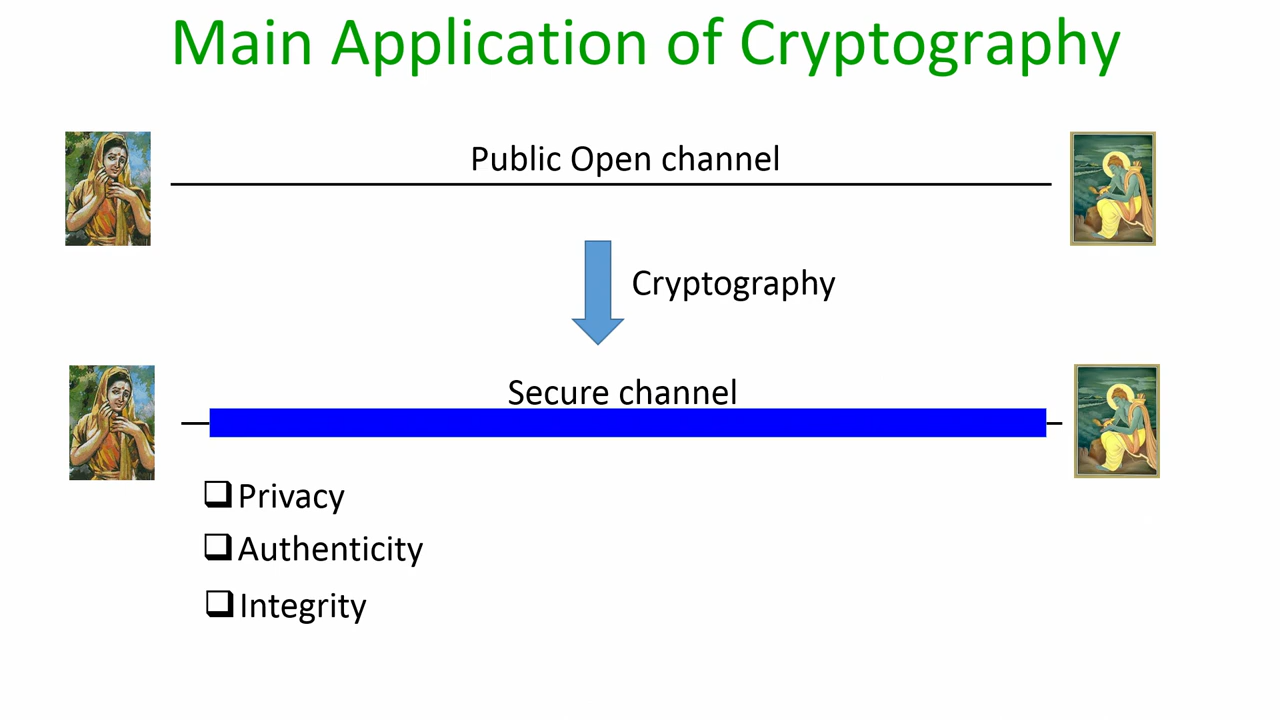 Main Application of Cryptography
Public Open channel
Cryptography
Secure channel
Privacy
Authenticity
Integrity